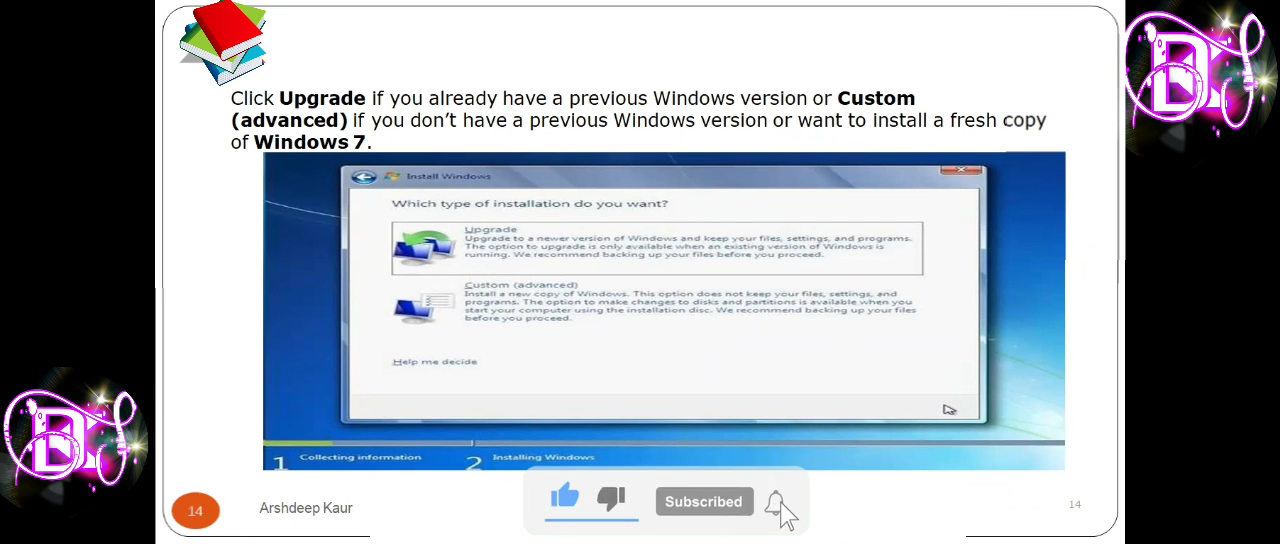 Click Upgrade if you already have a previous Windows version or Custom
(advanced) if you don't have a previous Windows version or want to install a fresh copy
of Windows 7.
Install Windows
Which type of installation do you want?
Upgrade
Upgrade to a newer version of Windows and keep your files, settings, and programs.
The option to upgrade is only available when an existing version of Windows is
running. We recommend backing up your files before you proceed.
Custom (advanced)
Install a new copy of Windows. This option does not keep your files, settings, and
programs. The option to make changes to disks and partitions is available when you
start your computer using the installation disc. We recommend backing up your files
before you proceed.
Help me decide
1 Collecting information
2 Installing Windows
14
Arshdeep Kaur
Subscribed
14